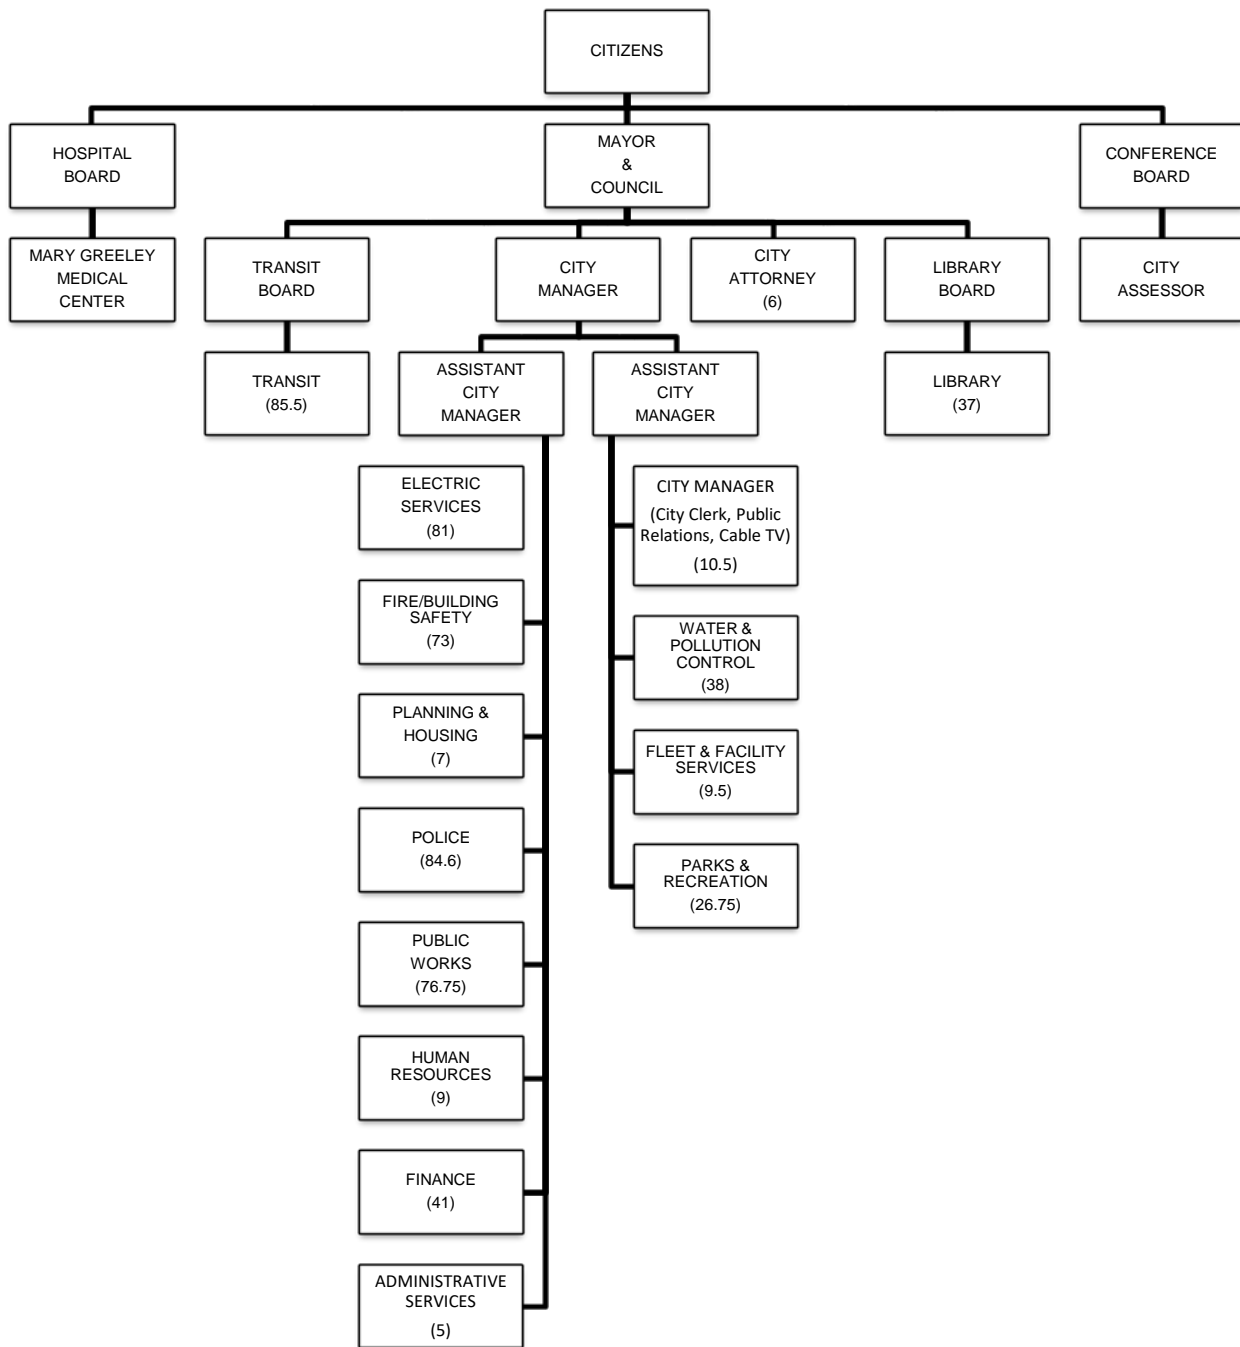 CITIZENS
HOSPITAL
BOARD
MAYOR
&
COUNCIL
CONFERENCE
BOARD
MARY GREELEY
MEDICAL
CENTER
TRANSIT
BOARD
CITY
MANAGER
CITY
ATTORNEY
(6)
LIBRARY
BOARD
CITY
ASSESSOR
TRANSIT
(85.5)
ASSISTANT
CITY
MANAGER
ASSISTANT
CITY
MANAGER
LIBRARY
(37)
ELECTRIC
SERVICES
(81)
FIRE/BUILDING
SAFETY
(73)
PLANNING &
HOUSING
(7)
POLICE
(84.6)
PUBLIC
WORKS
(76.75)
HUMAN
RESOURCES
(9)
FINANCE
(41)
ADMINISTRATIVE
SERVICES
(5)
CITY MANAGER
(City Clerk, Public
Relations, Cable TV)
(10.5)
WATER &
POLLUTION
CONTROL
(38)
FLEET & FACILITY
SERVICES
(9.5)
PARKS &
RECREATION
(26.75)